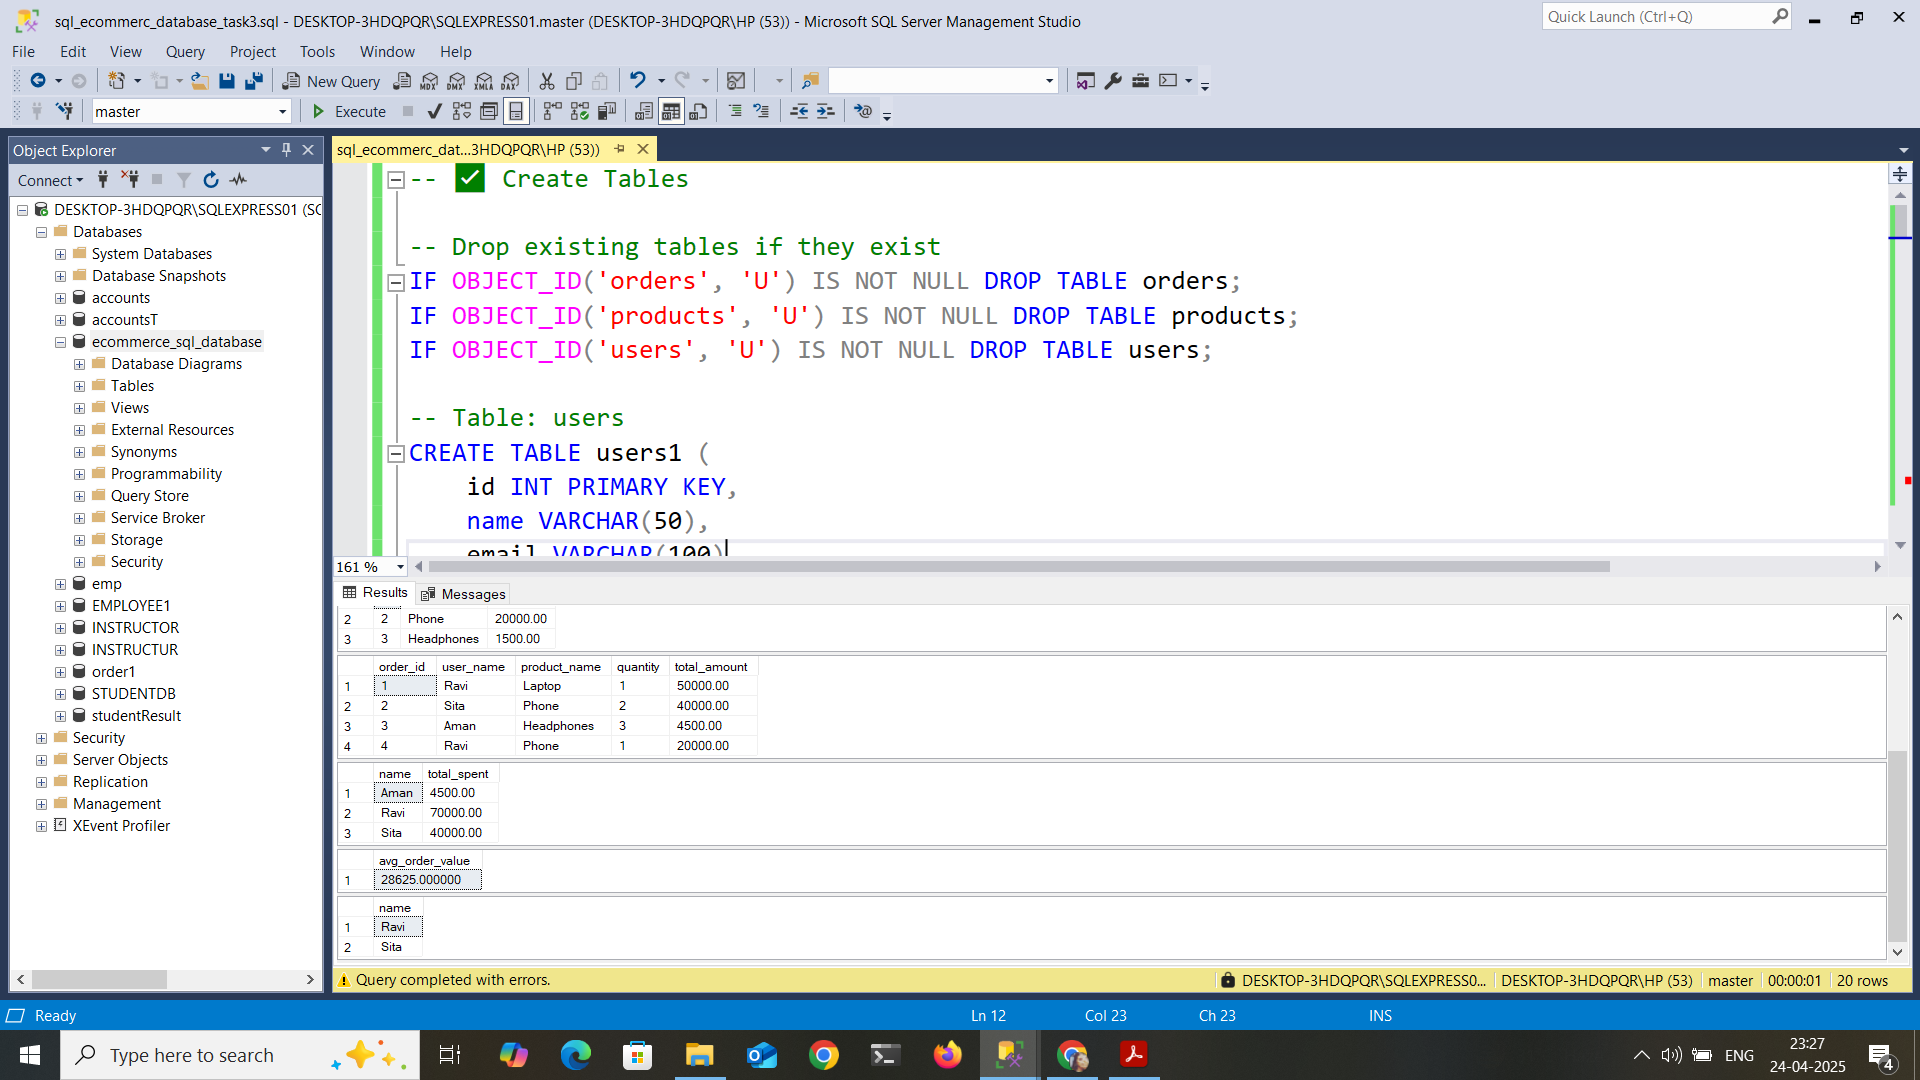 sql_ecommerc_database_task3.sql - DESKTOP-3HDQPQR\SQLEXPRESS01.master (DESKTOP-3HDQPQR\HP (53)) - Microsoft SQL Server Management Studio
Quick Launch (Ctrl+Q)
File Edit View Query Project Tools Window Help
New Query
MDX DMX XMLA DAX
master
Execute
Object Explorer
sql_ecommerc_dat...3HDQPQR\HP (53))
Connect
DESKTOP-3HDQPQR\SQLEXPRESS01 (SC
Databases
System Databases
Database Snapshots
accounts
accountsT
ecommerce_sql_database
Database Diagrams
Tables
Views
External Resources
Synonyms
Programmability
Query Store
Service Broker
Storage
Security
emp
EMPLOYEE1
INSTRUCTOR
INSTRUCTUR
order1
STUDENTDB
studentResult
Security
Server Objects
Replication
Management
XEvent Profiler
-- ✅ Create Tables
-- Drop existing tables if they exist
IF OBJECT_ID('orders', 'U') IS NOT NULL DROP TABLE orders;
IF OBJECT_ID('products', 'U') IS NOT NULL DROP TABLE products;
IF OBJECT_ID('users', 'U') IS NOT NULL DROP TABLE users;
-- Table: users
CREATE TABLE users1 (
id INT PRIMARY KEY,
name VARCHAR(50),
email VARCHAR(100)
161 %
Results Messages
2 2 Phone 20000.00
3 3 Headphones 1500.00
order_id user_name product_name quantity total_amount
1 1 Ravi Laptop 1 50000.00
2 2 Sita Phone 2 40000.00
3 3 Aman Headphones 3 4500.00
4 4 Ravi Phone 1 20000.00
name total_spent
1 Aman 4500.00
2 Ravi 70000.00
3 Sita 40000.00
avg_order_value
1 28625.000000
name
1 Ravi
2 Sita
Query completed with errors. DESKTOP-3HDQPQR\SQLEXPRESS0... DESKTOP-3HDQPQR\HP (53) master 00:00:01 20 rows
Ready Ln 12 Col 23 Ch 23 INS
Type here to search
ENG
23:27
24-04-2025
4